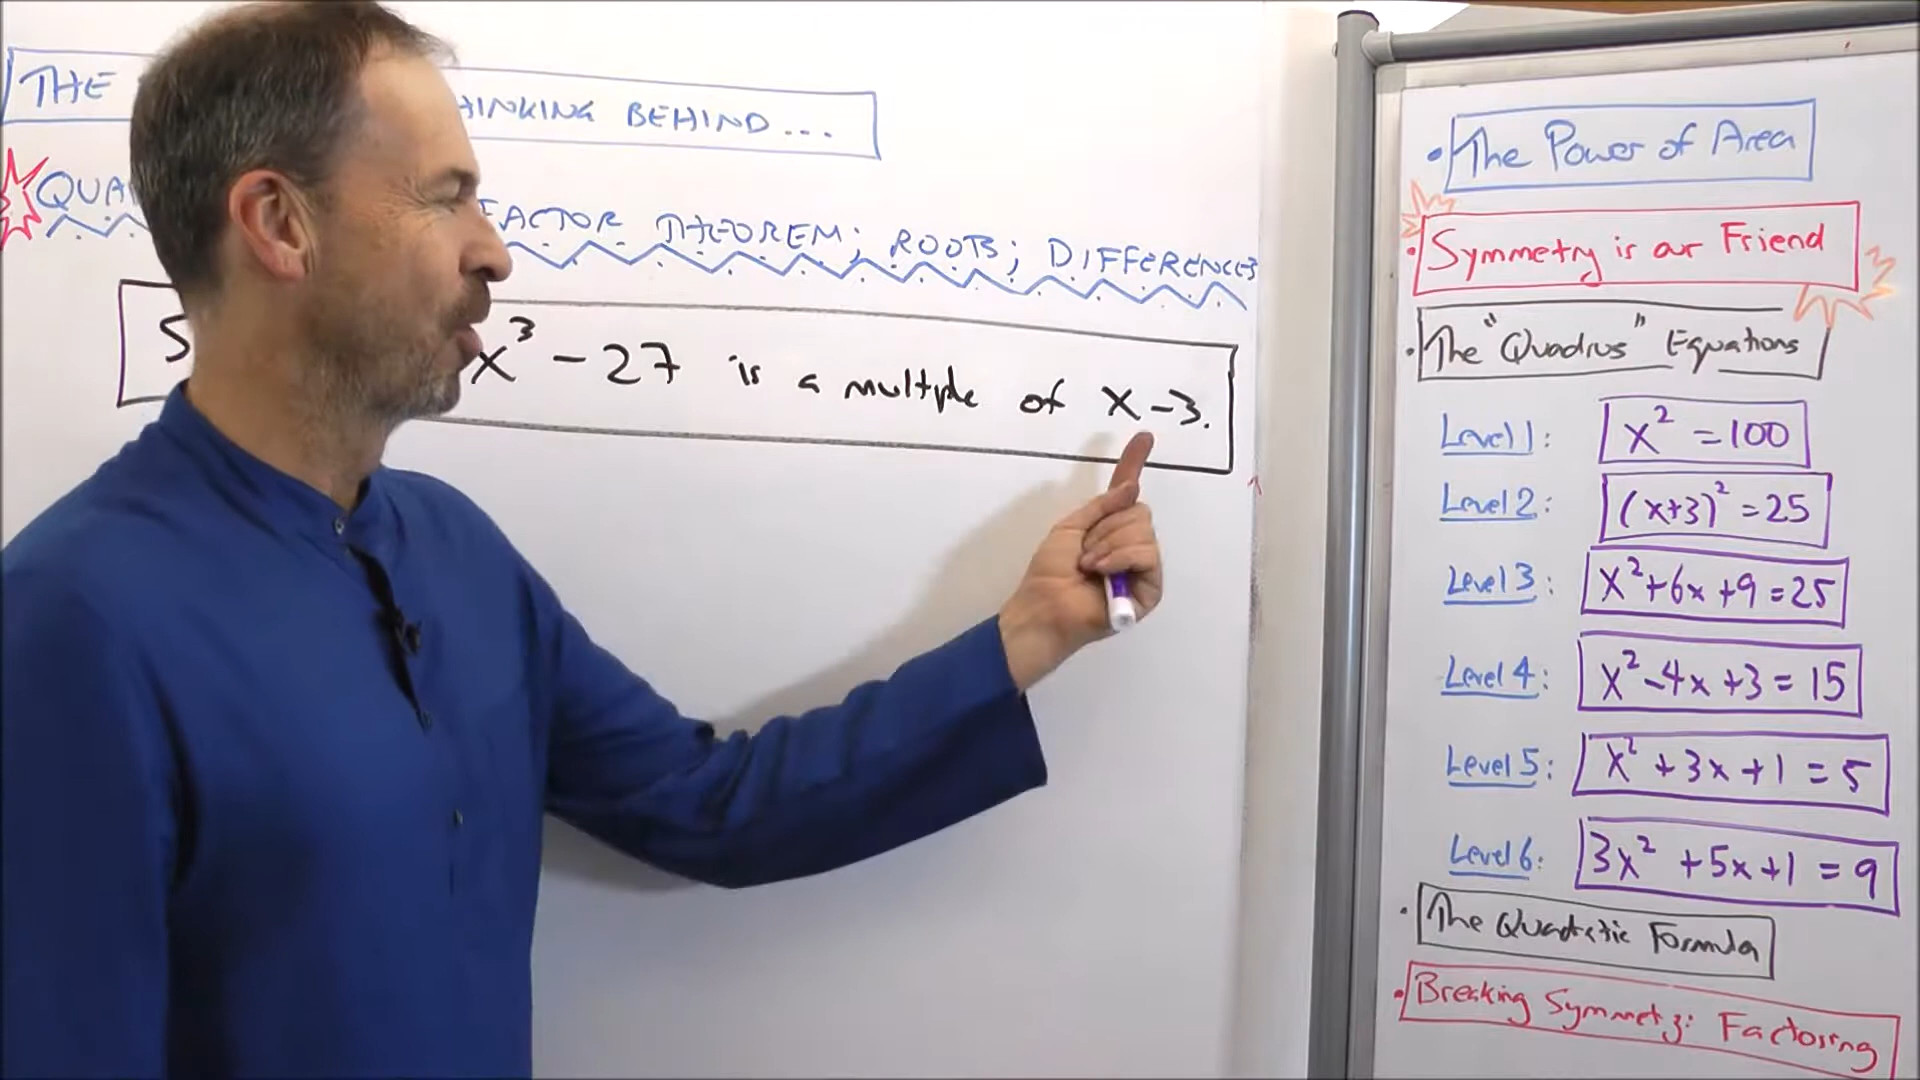 THE HINKING BEHIND...
QUA FACTOR THEOREM; ROOTS; DIFFERENCES
S x³ - 27 is a multple of x-3.
• The Power of Area
• Symmetry is our Friend
• The "Quadrus" Equations
Level 1: x² = 100
Level 2: (x+3)² = 25
Level 3: x²+6x+9=25
Level 4: x²-4x+3=15
Level 5: x²+3x+1=5
Level 6: 3x²+5x+1=9
• The Quadratic Formula
• Breaking Symmetry: Factoring